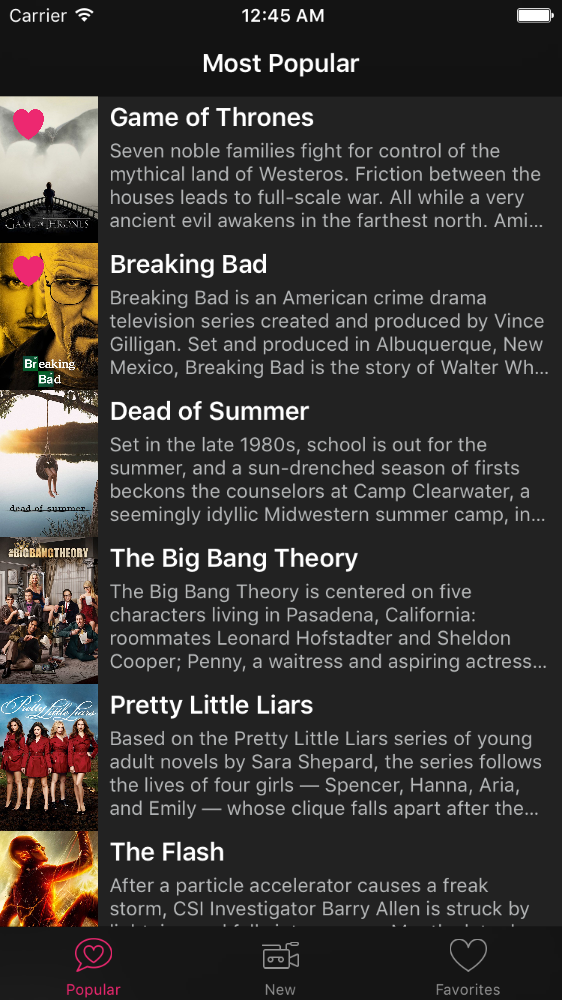 Carrier 12:45 AM
Most Popular
Game of Thrones
Seven noble families fight for control of the
mythical land of Westeros. Friction between the
houses leads to full-scale war. All while a very
ancient evil awakens in the farthest north. Ami...
GAME OF THRONES
Breaking Bad
Breaking Bad is an American crime drama
television series created and produced by Vince
Gilligan. Set and produced in Albuquerque, New
Mexico, Breaking Bad is the story of Walter Wh...
Breaking
Bad
Dead of Summer
Set in the late 1980s, school is out for the
summer, and a sun-drenched season of firsts
beckons the counselors at Camp Clearwater, a
seemingly idyllic Midwestern summer camp, in...
dead of summer
The Big Bang Theory
THE BIGBANGTHEORY
The Big Bang Theory is centered on five
characters living in Pasadena, California:
roommates Leonard Hofstadter and Sheldon
Cooper; Penny, a waitress and aspiring actress...
Pretty Little Liars
Pretty Little Liars
Based on the Pretty Little Liars series of young
adult novels by Sara Shepard, the series follows
the lives of four girls — Spencer, Hanna, Aria,
and Emily — whose clique falls apart after the...
The Flash
After a particle accelerator causes a freak
storm, CSI Investigator Barry Allen is struck by
Popular New Favorites